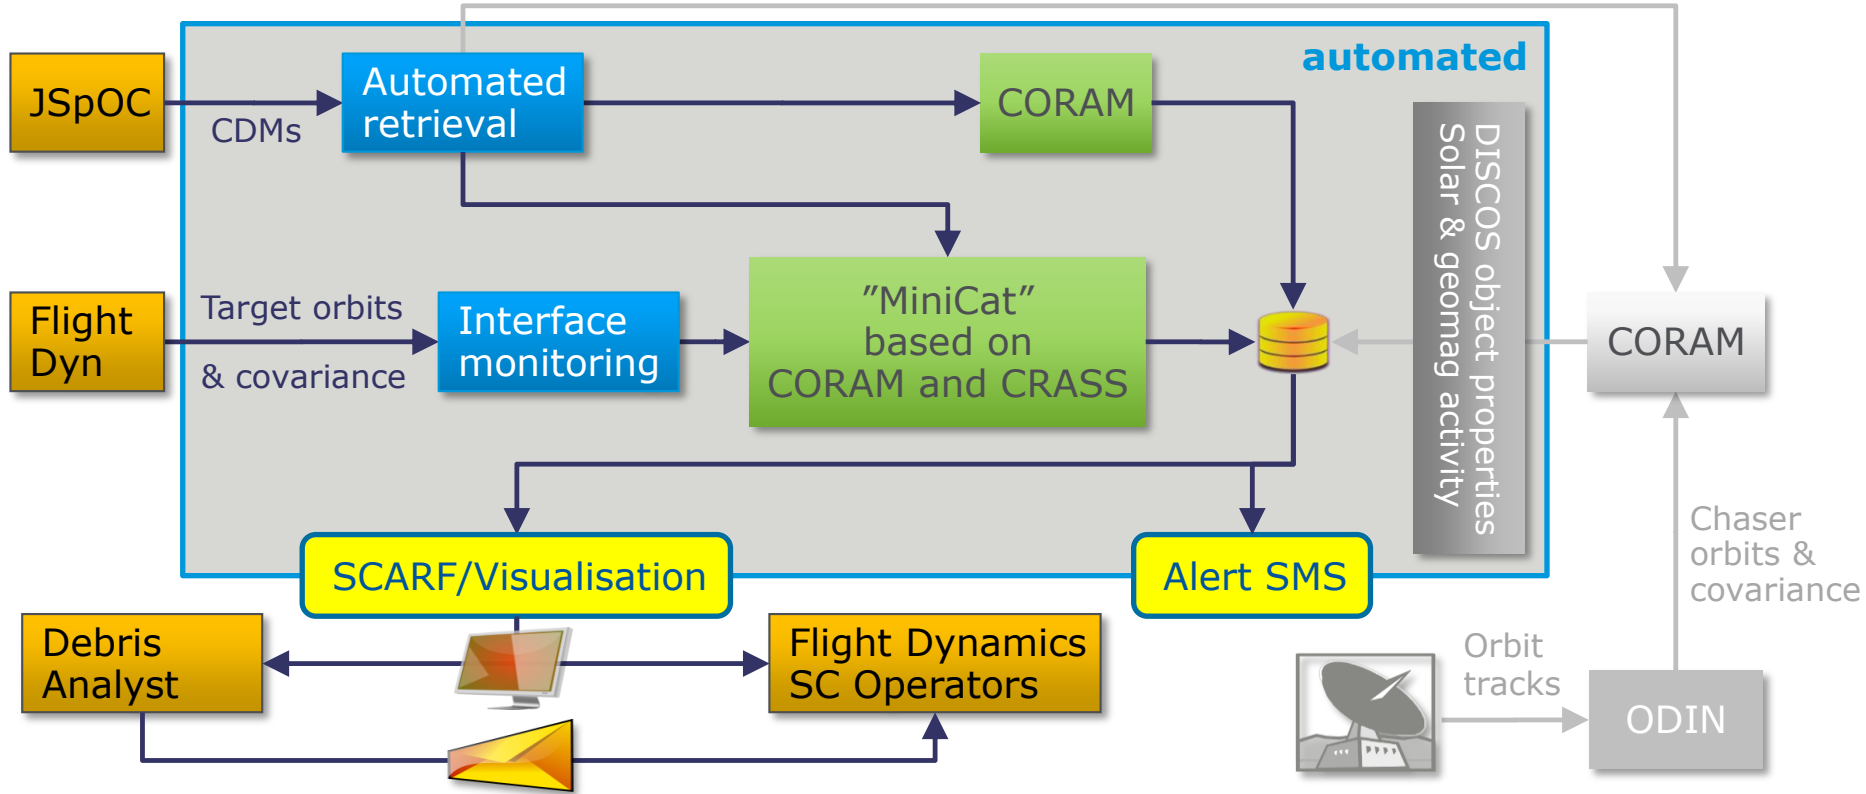 automated
JSpOC
CDMs
Automated
retrieval
CORAM
DISCOS object properties
Solar & geomag activity
Flight
Dyn
Target orbits
& covariance
Interface
monitoring
”MiniCat”
based on
CORAM and CRASS
CORAM
SCARF/Visualisation
Alert SMS
Chaser
orbits &
covariance
Debris
Analyst
Flight Dynamics
SC Operators
Orbit
tracks
ODIN